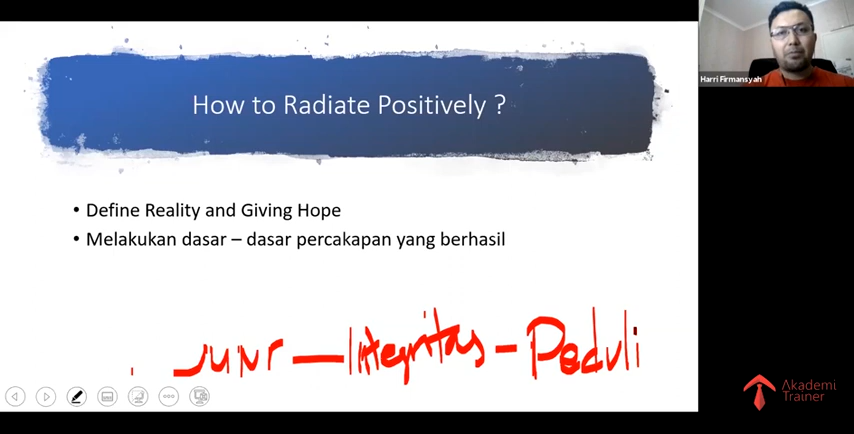 Harri Firmansyah
How to Radiate Positively ?
• Define Reality and Giving Hope
• Melakukan dasar – dasar percakapan yang berhasil
– Integritas – Peduli
Akademi
Trainer